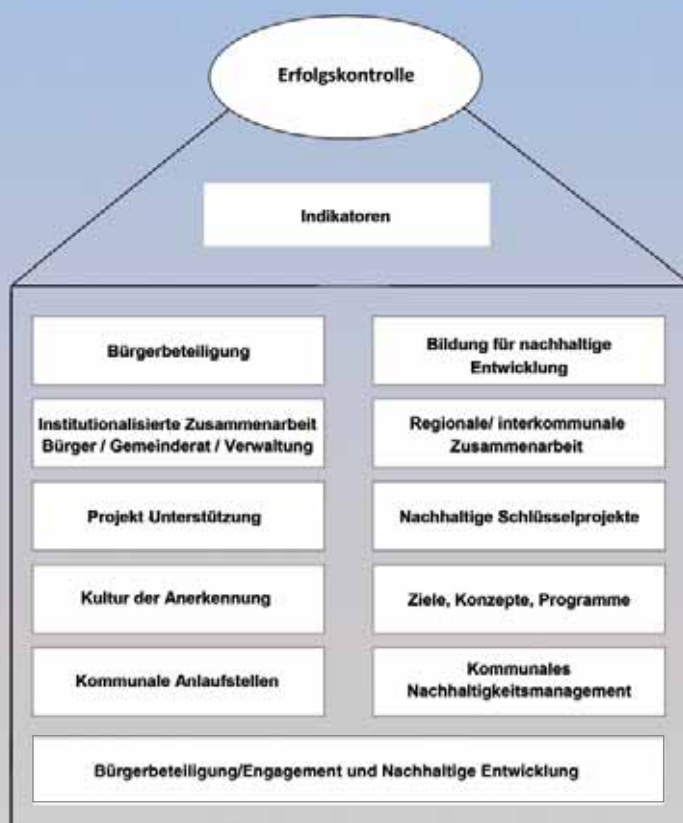 Erfolgskontrolle
Indikatoren
Bürgerbeteiligung
Bildung für nachhaltige
Entwicklung
Institutionalisierte Zusammenarbeit
Bürger / Gemeinderat / Verwaltung
Regionale/ interkommunale
Zusammenarbeit
Projekt Unterstützung
Nachhaltige Schlüsselprojekte
Kultur der Anerkennung
Ziele, Konzepte, Programme
Kommunale Anlaufstellen
Kommunales
Nachhaltigkeitsmanagement
Bürgerbeteiligung/Engagement und Nachhaltige Entwicklung